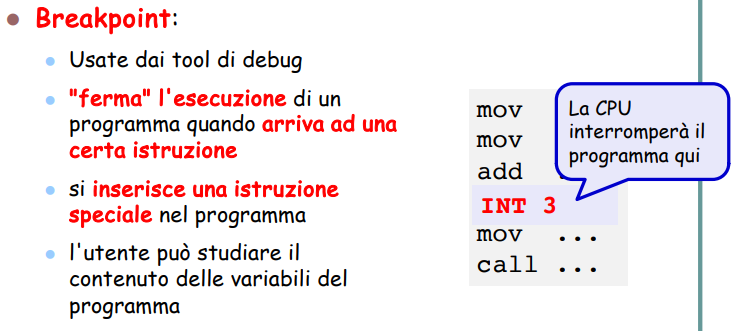 Breakpoint:
Usate dai tool di debug
"ferma" l'esecuzione di un
programma quando arriva ad una
certa istruzione
si inserisce una istruzione
speciale nel programma
l'utente può studiare il
contenuto delle variabili del
programma
mov
mov
add
INT 3
mov ...
call ...
La CPU
interromperà il
programma qui